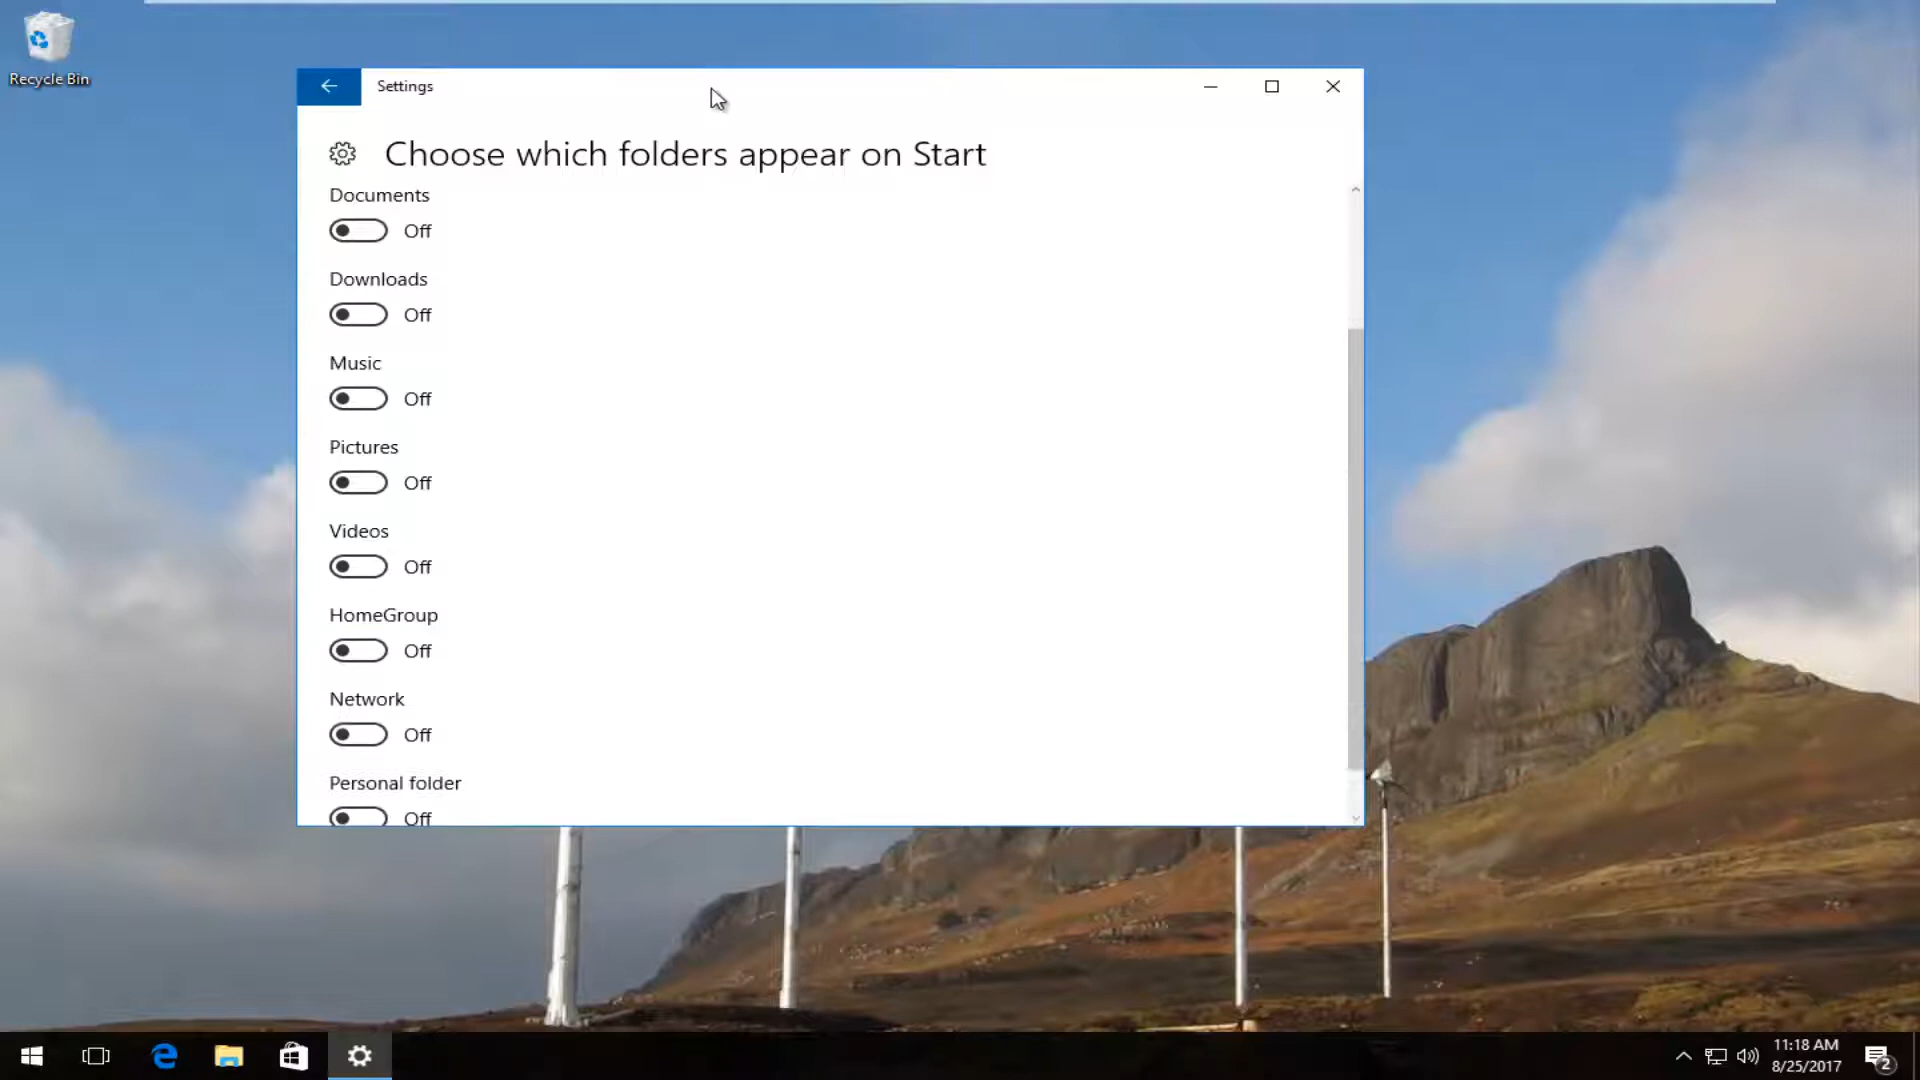 Recycle Bin
Settings
Choose which folders appear on Start
Documents
Off
Downloads
Off
Music
Off
Pictures
Off
Videos
Off
HomeGroup
Off
Network
Off
Personal folder
Off
11:18 AM
8/25/2017
2